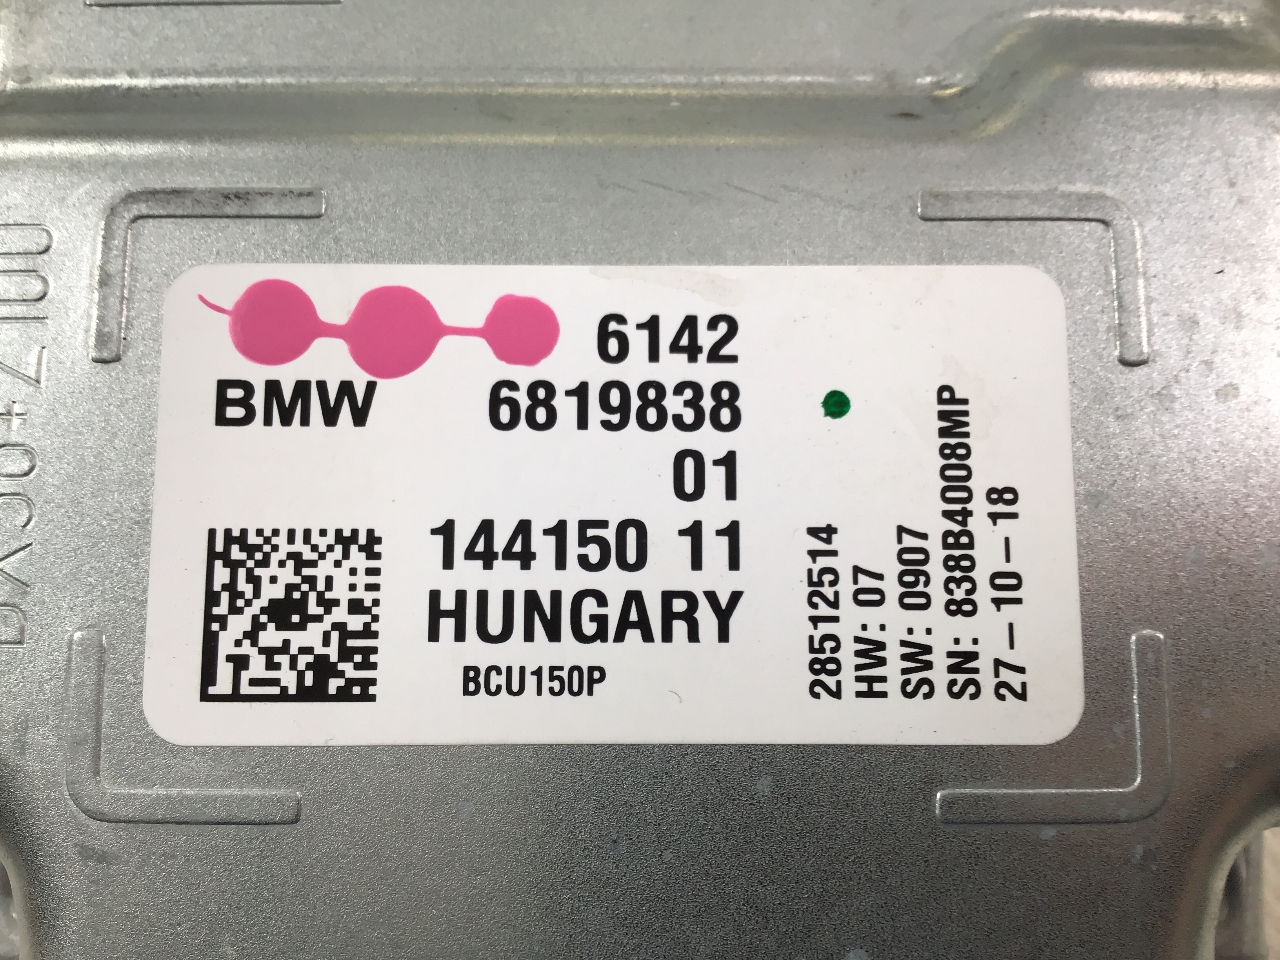 6142
BMW 6819838
01
144150 11
HUNGARY
BCU150P
28512514
HW: 07
SW: 0907
SN: 838B4008MP
27-10-18